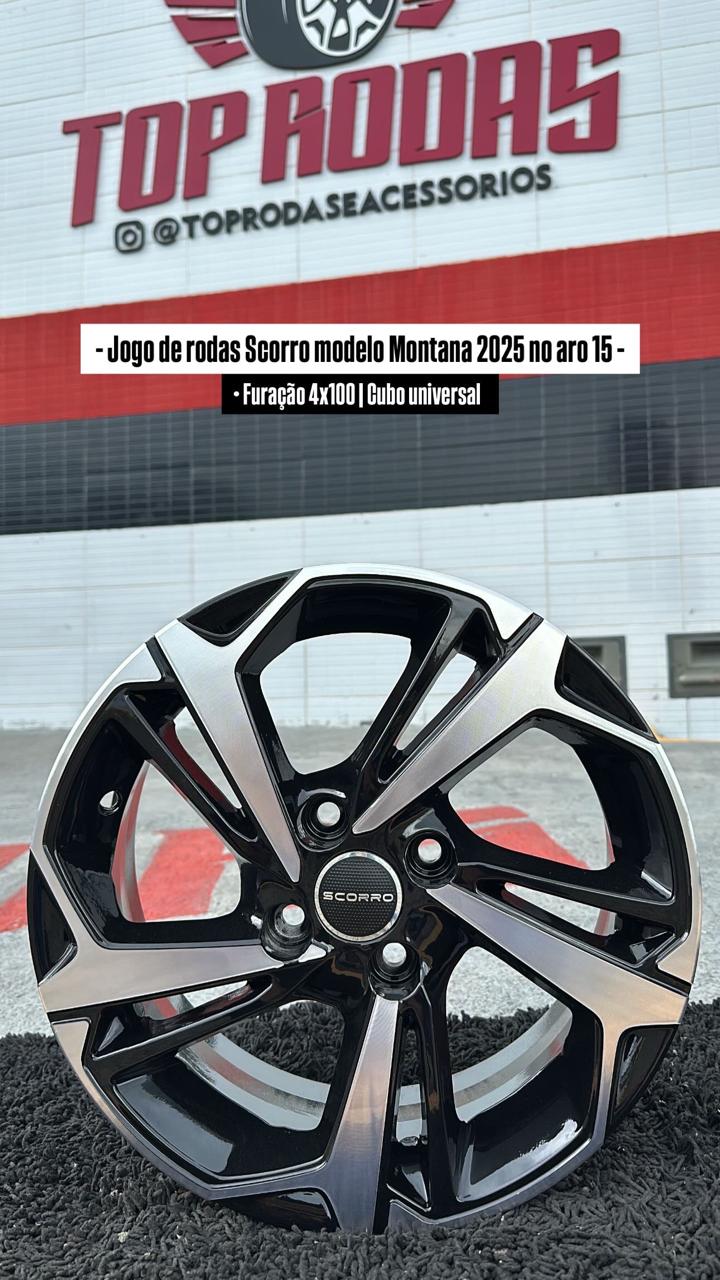 TOP RODAS
@TOPRODASEACESSORIOS
- Jogo de rodas Scorro modelo Montana 2025 no aro 15 -
• Furação 4x100 | Cubo universal
SCORRO